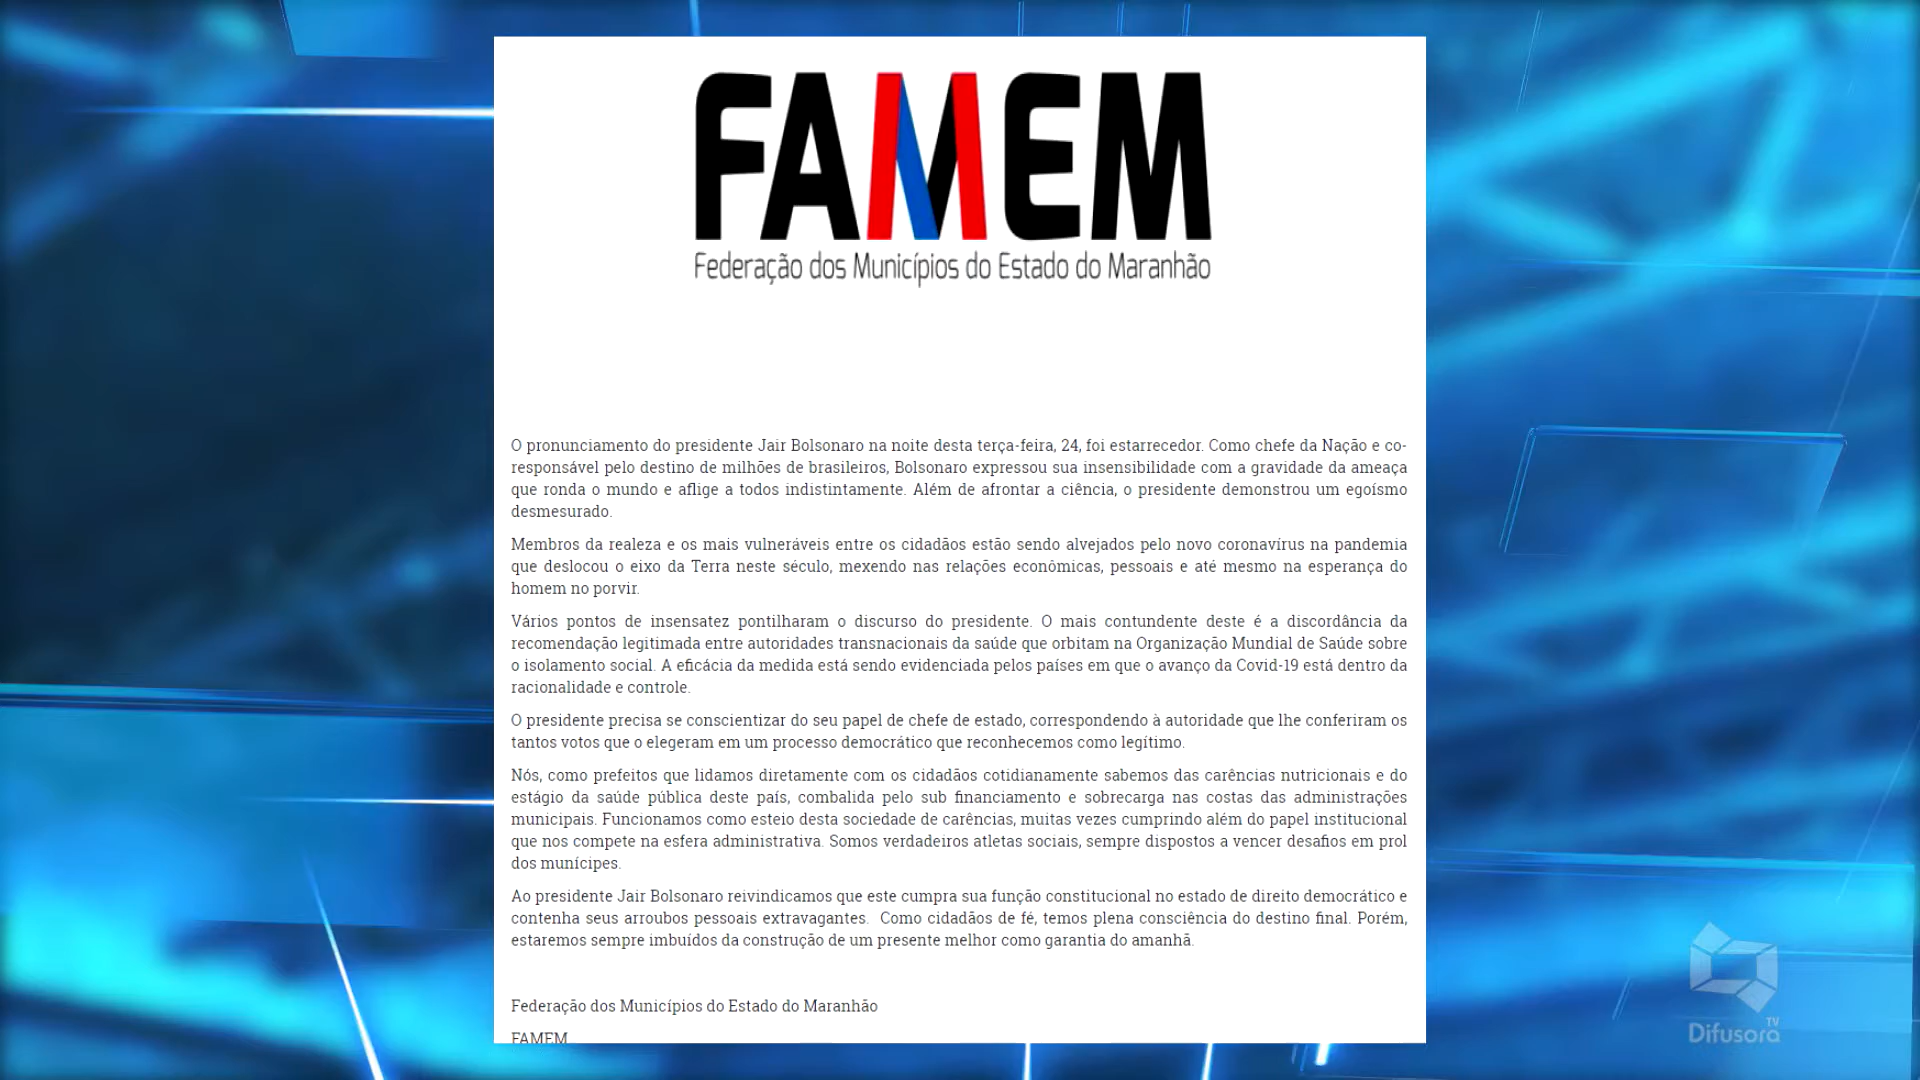 FAMEM
Federação dos Municípios do Estado do Maranhão
O pronunciamento do presidente Jair Bolsonaro na noite desta terça-feira, 24, foi estarrecedor. Como chefe da Nação e co-
responsável pelo destino de milhões de brasileiros, Bolsonaro expressou sua insensibilidade com a gravidade da ameaça
que ronda o mundo e aflige a todos indistintamente. Além de afrontar a ciência, o presidente demonstrou um egoísmo
desmesurado.
Membros da realeza e os mais vulneráveis entre os cidadãos estão sendo alvejados pelo novo coronavírus na pandemia
que deslocou o eixo da Terra neste século, mexendo nas relações econômicas, pessoais e até mesmo na esperança do
homem no porvir.
Vários pontos de insensatez pontilharam o discurso do presidente. O mais contundente deste é a discordância da
recomendação legitimada entre autoridades transnacionais da saúde que orbitam na Organização Mundial de Saúde sobre
o isolamento social. A eficácia da medida está sendo evidenciada pelos países em que o avanço da Covid-19 está dentro da
racionalidade e controle.
O presidente precisa se conscientizar do seu papel de chefe de estado, correspondendo à autoridade que lhe conferiram os
tantos votos que o elegeram em um processo democrático que reconhecemos como legítimo.
Nós, como prefeitos que lidamos diretamente com os cidadãos cotidianamente sabemos das carências nutricionais e do
estágio da saúde pública deste país, combalida pelo sub financiamento e sobrecarga nas costas das administrações
municipais. Funcionamos como esteio desta sociedade de carências, muitas vezes cumprindo além do papel institucional
que nos compete na esfera administrativa. Somos verdadeiros atletas sociais, sempre dispostos a vencer desafios em prol
dos munícipes.
Ao presidente Jair Bolsonaro reivindicamos que este cumpra sua função constitucional no estado de direito democrático e
contenha seus arroubos pessoais extravagantes. Como cidadãos de fé, temos plena consciência do destino final. Porém,
estaremos sempre imbuídos da construção de um presente melhor como garantia do amanhã.
Federação dos Municípios do Estado do Maranhão
FAMEM
TV
Difusora